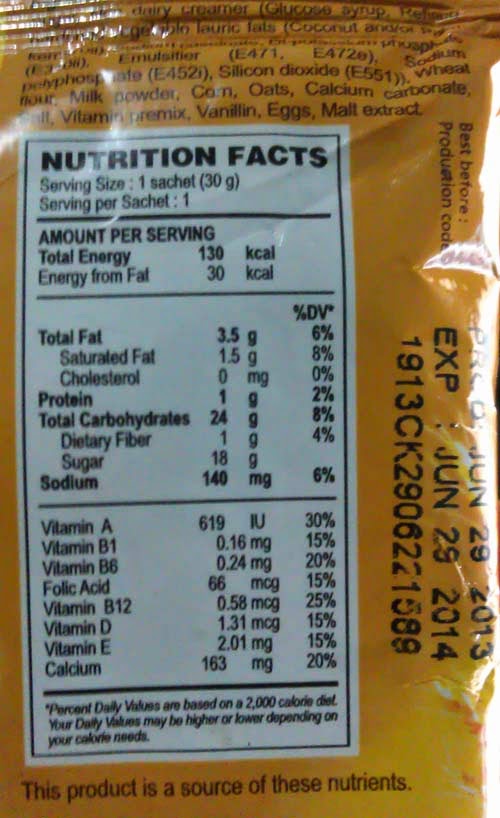 dairy creamer (Glucose syrup,
lauric fats (Coconut
Emulsifier (E471, E472e), Sodium
polyphosphate (E452i), Silicon dioxide (E551)), Wheat
flour, Milk powder, Corn, Oats, Calcium carbonate,
Salt, Vitamin premix, Vanillin, Eggs, Malt extract.
NUTRITION FACTS
Serving Size : 1 sachet (30 g)
Serving per Sachet : 1
AMOUNT PER SERVING
Total Energy 130 kcal
Energy from Fat 30 kcal
%DV*
Total Fat 3.5 g 6%
Saturated Fat 1.5 g 8%
Cholesterol 0 mg 0%
Protein 1 g 2%
Total Carbohydrates 24 g 8%
Dietary Fiber 1 g 4%
Sugar 18 g
Sodium 140 mg 6%
Vitamin A 619 IU 30%
Vitamin B1 0.16 mg 15%
Vitamin B6 0.24 mg 20%
Folic Acid 66 mcg 15%
Vitamin B12 0.58 mcg 25%
Vitamin D 1.31 mcg 15%
Vitamin E 2.01 mg 15%
Calcium 163 mg 20%
*Percent Daily Values are based on a 2,000 calorie diet.
Your Daily Values may be higher or lower depending on
your calorie needs.
This product is a source of these nutrients.
Best before :
Production code
JUN 29 2013
EXP : JUN 29 2014
1913CK2906221588